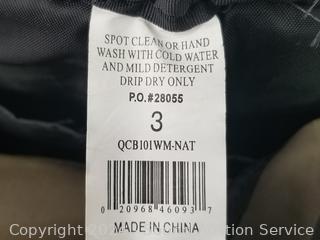 SPOT CLEAN OR HAND
WASH WITH COLD WATER
AND MILD DETERGENT
DRIP DRY ONLY
P.O.#28055
3
QCB101WM-NAT
0 20968 46093 7
MADE IN CHINA